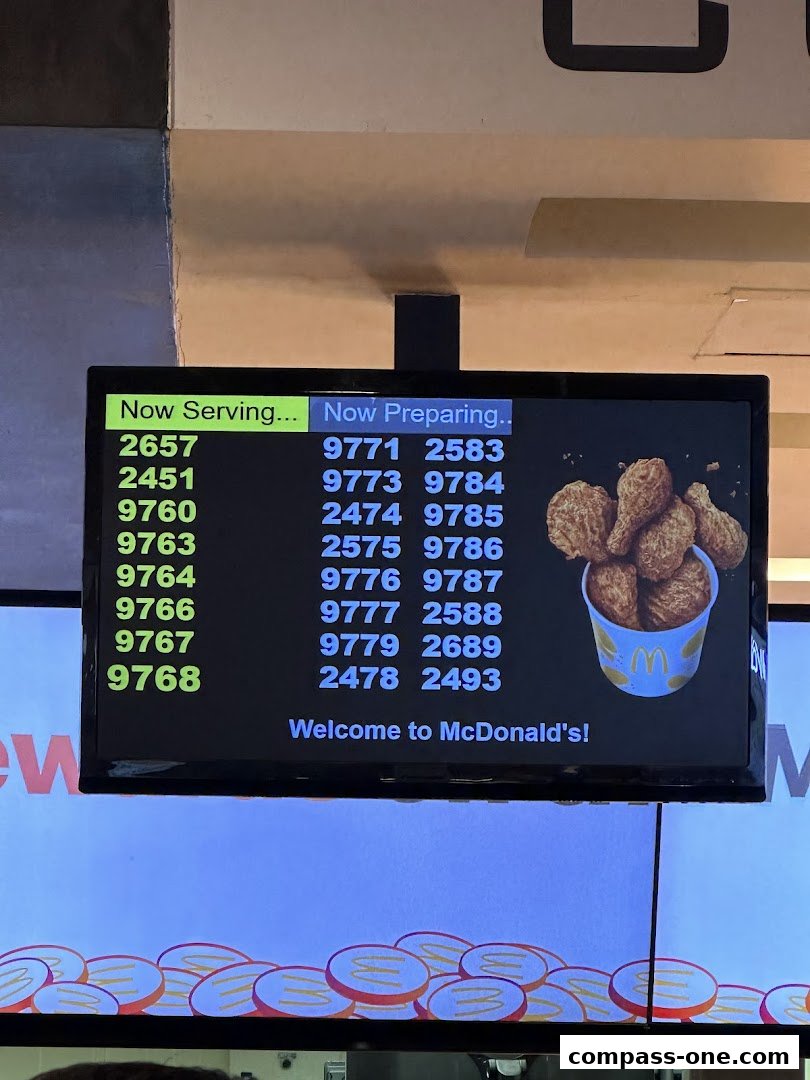 Now Serving...
Now Preparing..
2657 9771 2583
2451 9773 9784
9760 2474 9785
9763 2575 9786
9764 9776 9787
9766 9777 2588
9767 9779 2689
9768 2478 2493
Welcome to McDonald's!
compass-one.com